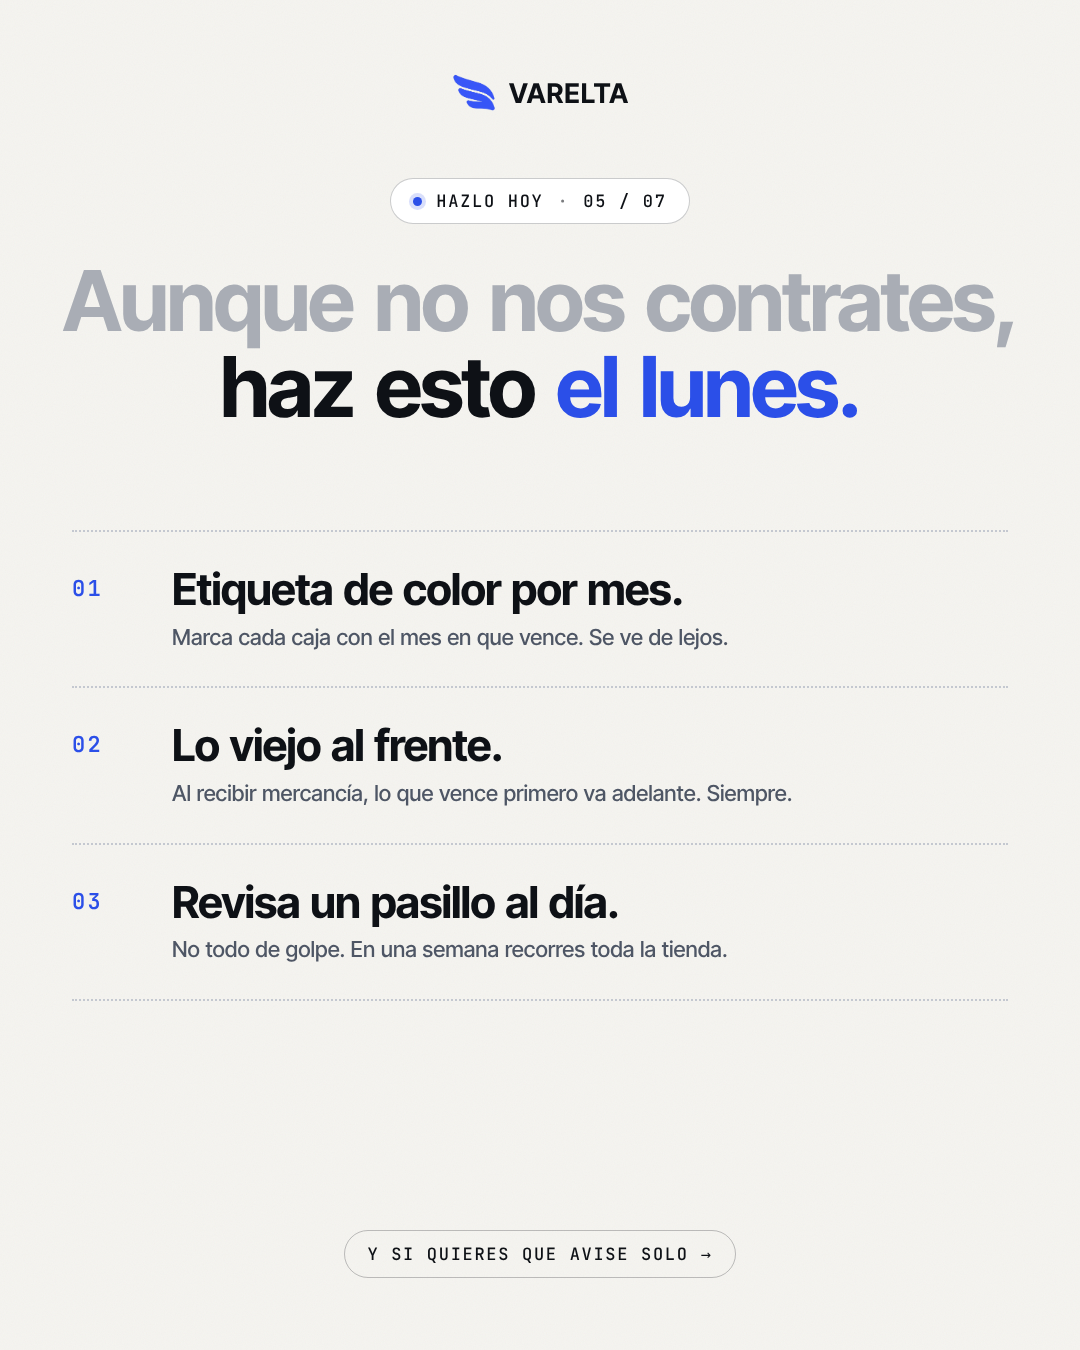 VARELTA
HAZLO HOY · 05 / 07
Aunque no nos contrates,
haz esto el lunes.
01
Etiqueta de color por mes.
Marca cada caja con el mes en que vence. Se ve de lejos.
02
Lo viejo al frente.
Al recibir mercancía, lo que vence primero va adelante. Siempre.
03
Revisa un pasillo al día.
No todo de golpe. En una semana recorres toda la tienda.
Y SI QUIERES QUE AVISE SOLO →